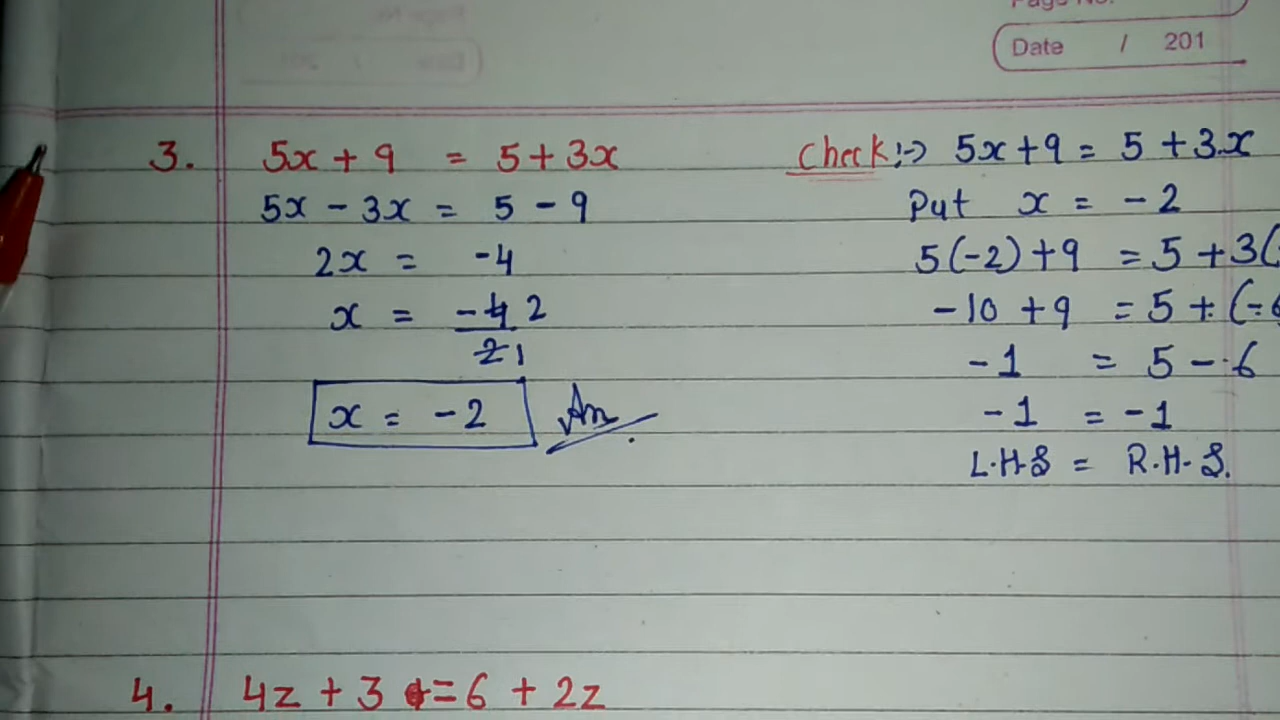 Date / 201
3. 5x + 9 = 5 + 3x
5x - 3x = 5 - 9
2x = -4
x = -4 2
2 1
x = -2 Ans
Check :-> 5x + 9 = 5 + 3x
Put x = -2
5(-2) + 9 = 5 + 3(
-10 + 9 = 5 + (-6
-1 = 5 - 6
-1 = -1
L.H.S = R.H.S.
4. 4z + 3 = 6 + 2z